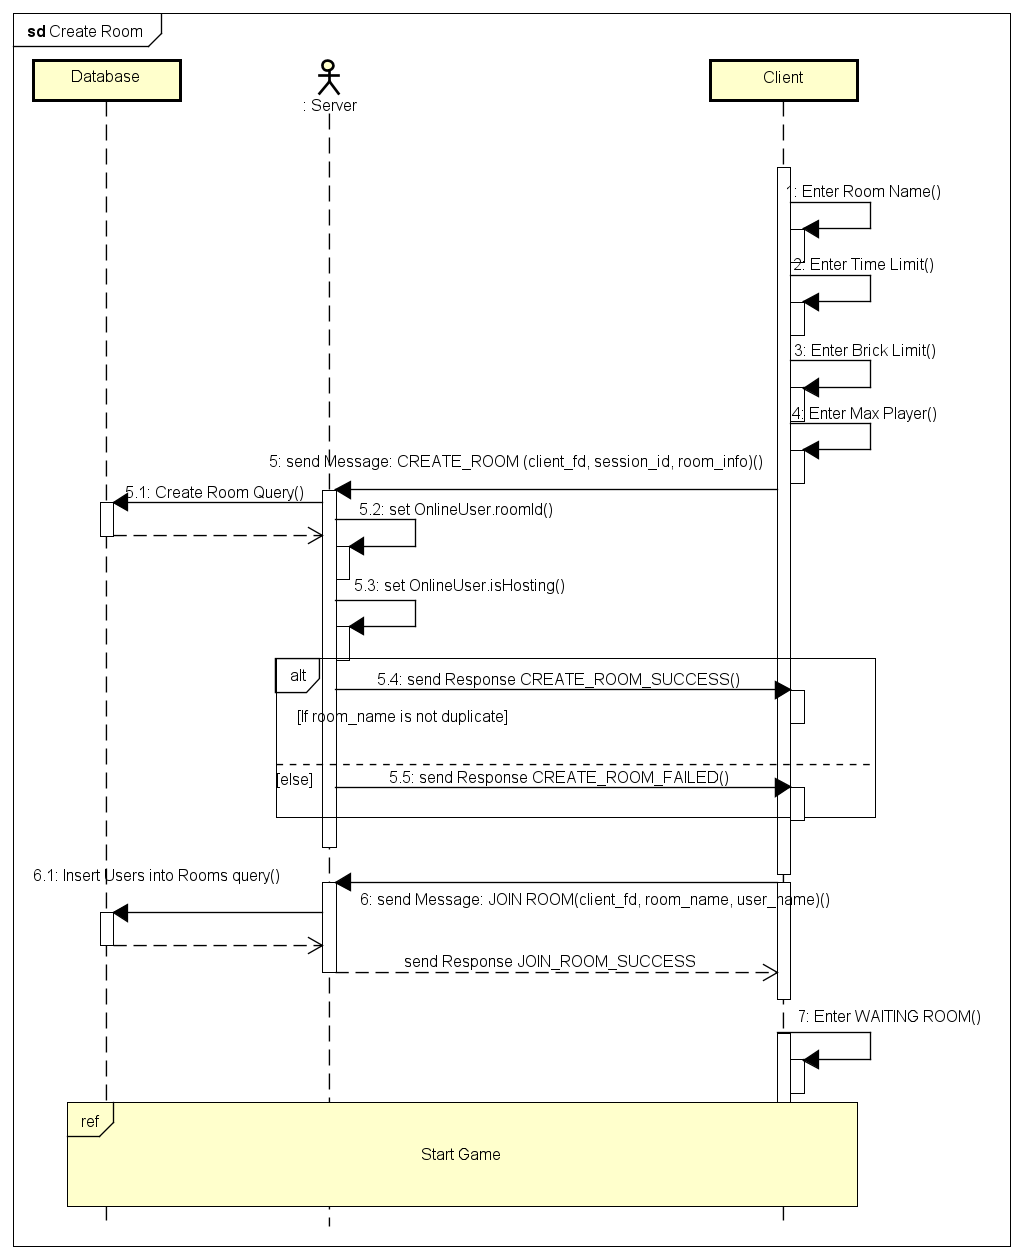 sd Create Room
Database
: Server
Client
1: Enter Room Name()
2: Enter Time Limit()
3: Enter Brick Limit()
4: Enter Max Player()
5: send Message: CREATE_ROOM (client_fd, session_id, room_info)()
5.1: Create Room Query()
5.2: set OnlineUser.roomId()
5.3: set OnlineUser.isHosting()
alt
5.4: send Response CREATE_ROOM_SUCCESS()
[If room_name is not duplicate]
5.5: send Response CREATE_ROOM_FAILED()
[else]
6.1: Insert Users into Rooms query()
6: send Message: JOIN ROOM(client_fd, room_name, user_name)()
send Response JOIN_ROOM_SUCCESS
7: Enter WAITING ROOM()
ref
Start Game